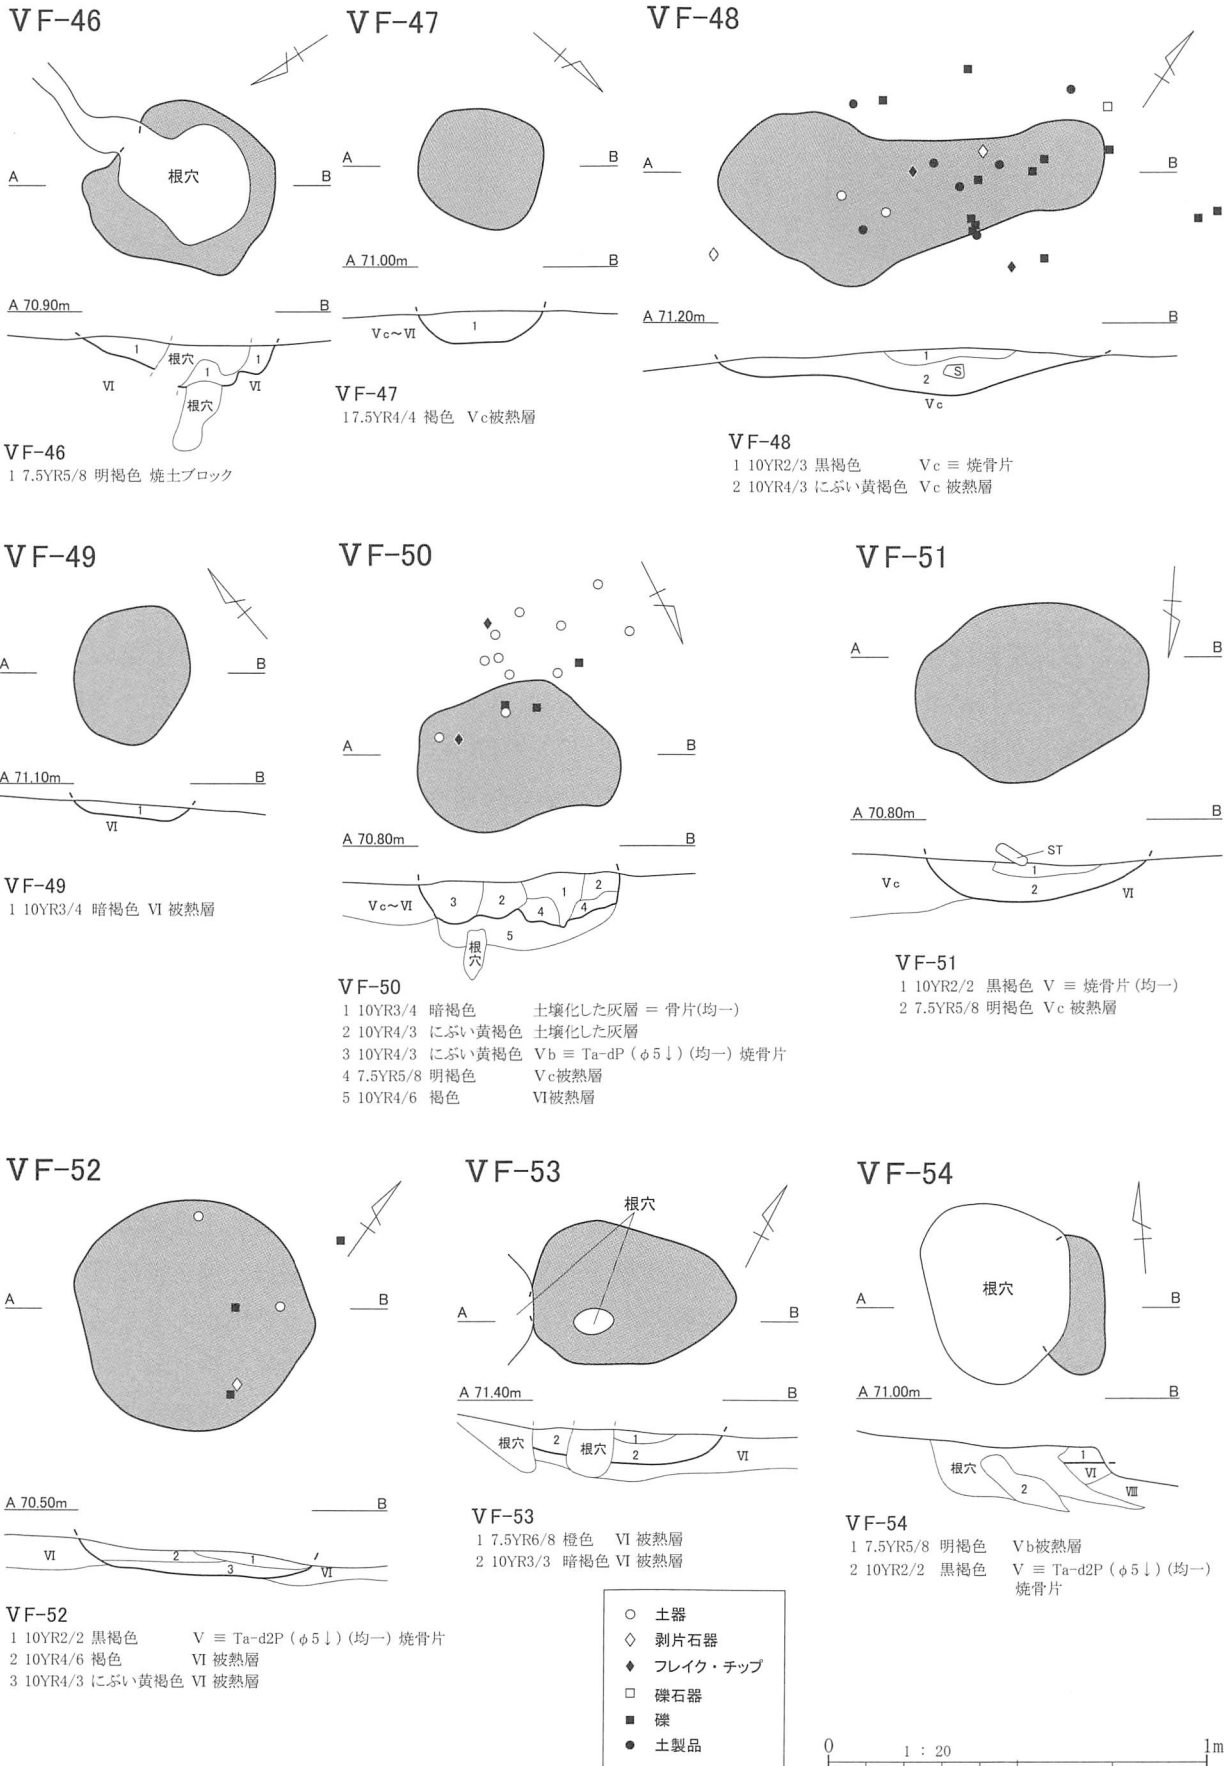 ⅤF-46
根穴
A
B
A 70.90m
B
1
根穴
1
1
Ⅵ
Ⅵ
根穴
ⅤF-46
1 7.5YR5/8 明褐色 焼土ブロック
ⅤF-47
A
B
A 71.00m
B
Ⅴc～Ⅵ
1
ⅤF-47
17.5YR4/4 褐色 Ⅴc被熱層
ⅤF-48
A
B
A 71.20m
B
1
2
S
Ⅴc
ⅤF-48
1 10YR2/3 黒褐色 Ⅴc ≡ 焼骨片
2 10YR4/3 にぶい黄褐色 Ⅴc 被熱層
ⅤF-49
A
B
A 71.10m
B
1
Ⅵ
ⅤF-49
1 10YR3/4 暗褐色 Ⅵ 被熱層
ⅤF-50
A
B
A 70.80m
B
Ⅴc～Ⅵ
3
2
1
2
4
4
5
根穴
ⅤF-50
1 10YR3/4 暗褐色 土壌化した灰層 = 骨片(均一)
2 10YR4/3 にぶい黄褐色 土壌化した灰層
3 10YR4/3 にぶい黄褐色 Ⅴb ≡ Ta-dP (φ5↓) (均一) 焼骨片
4 7.5YR5/8 明褐色 Ⅴc被熱層
5 10YR4/6 褐色 Ⅵ被熱層
ⅤF-51
A
B
A 70.80m
B
ST
Ⅴc
1
2
Ⅵ
ⅤF-51
1 10YR2/2 黒褐色 Ⅴ ≡ 焼骨片(均一)
2 7.5YR5/8 明褐色 Ⅴc 被熱層
ⅤF-52
A
B
A 70.50m
B
Ⅵ
2
1
3
Ⅵ
ⅤF-52
1 10YR2/2 黒褐色 Ⅴ ≡ Ta-d2P (φ5↓) (均一) 焼骨片
2 10YR4/6 褐色 Ⅵ 被熱層
3 10YR4/3 にぶい黄褐色 Ⅵ 被熱層
ⅤF-53
根穴
A
B
A 71.40m
B
根穴
2
根穴
1
2
Ⅵ
ⅤF-53
1 7.5YR6/8 橙色 Ⅵ 被熱層
2 10YR3/3 暗褐色 Ⅵ 被熱層
ⅤF-54
根穴
A
B
A 71.00m
B
根穴
2
1
Ⅵ
Ⅷ
ⅤF-54
1 7.5YR5/8 明褐色 Ⅴb被熱層
2 10YR2/2 黒褐色 Ⅴ ≡ Ta-d2P (φ5↓) (均一)
焼骨片
○ 土器
◇ 剥片石器
◆ フレイク・チップ
□ 礫石器
■ 礫
● 土製品
0 1 : 20 1m